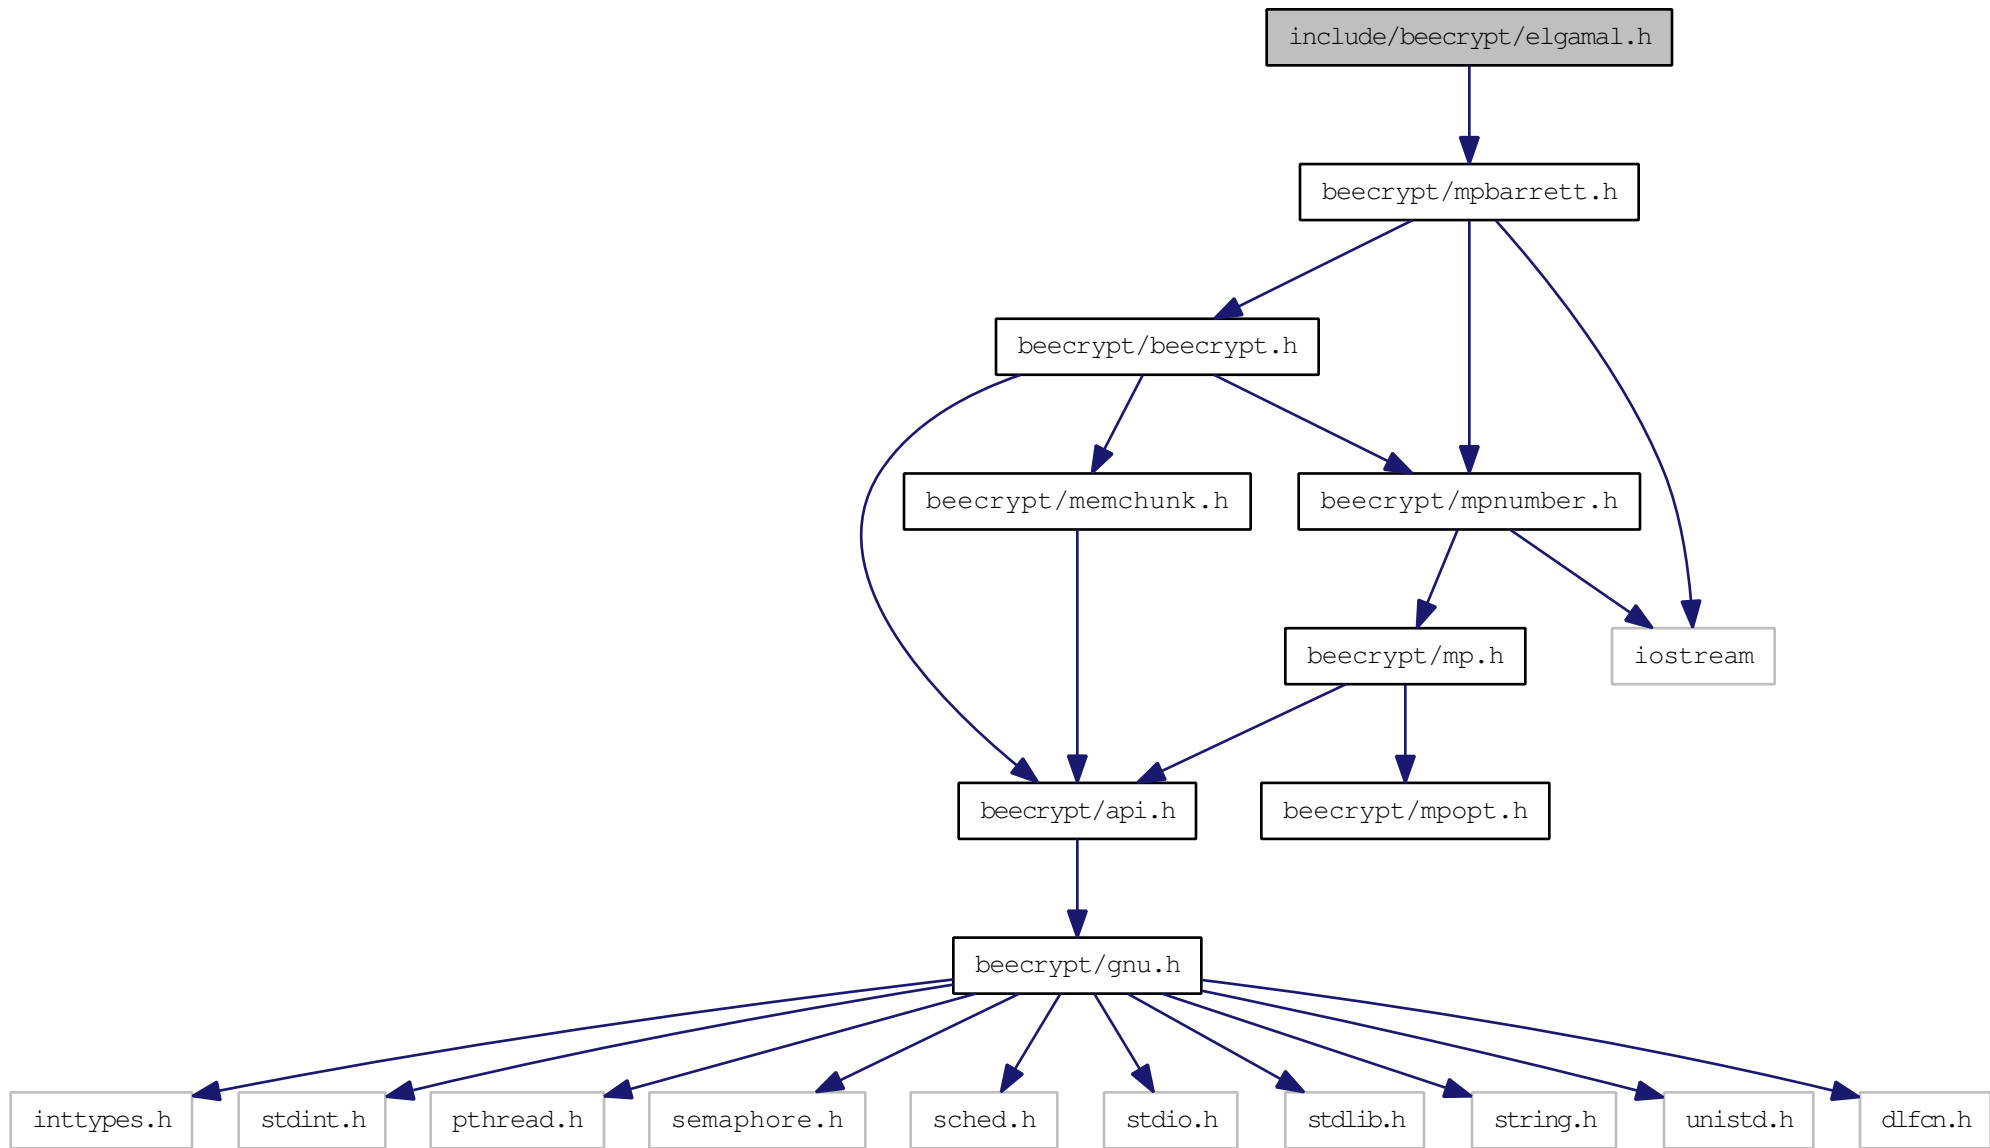 include/beecrypt/elgamal.h
beecrypt/mpbarrett.h
beecrypt/beecrypt.h
beecrypt/memchunk.h
beecrypt/mpnumber.h
beecrypt/mp.h
iostream
beecrypt/api.h
beecrypt/mpopt.h
beecrypt/gnu.h
inttypes.h
stdint.h
pthread.h
semaphore.h
sched.h
stdio.h
stdlib.h
string.h
unistd.h
dlfcn.h